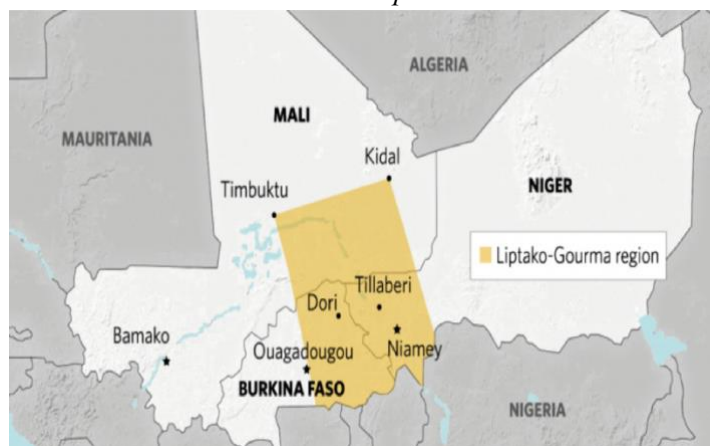 ALGERIA
MALI
MAURITANIA
Kidal
Timbuktu
NIGER
Liptako-Gourma region
Tillaberi
Dori
Bamako
Ouagadougou
Niamey
BURKINA FASO
NIGERIA